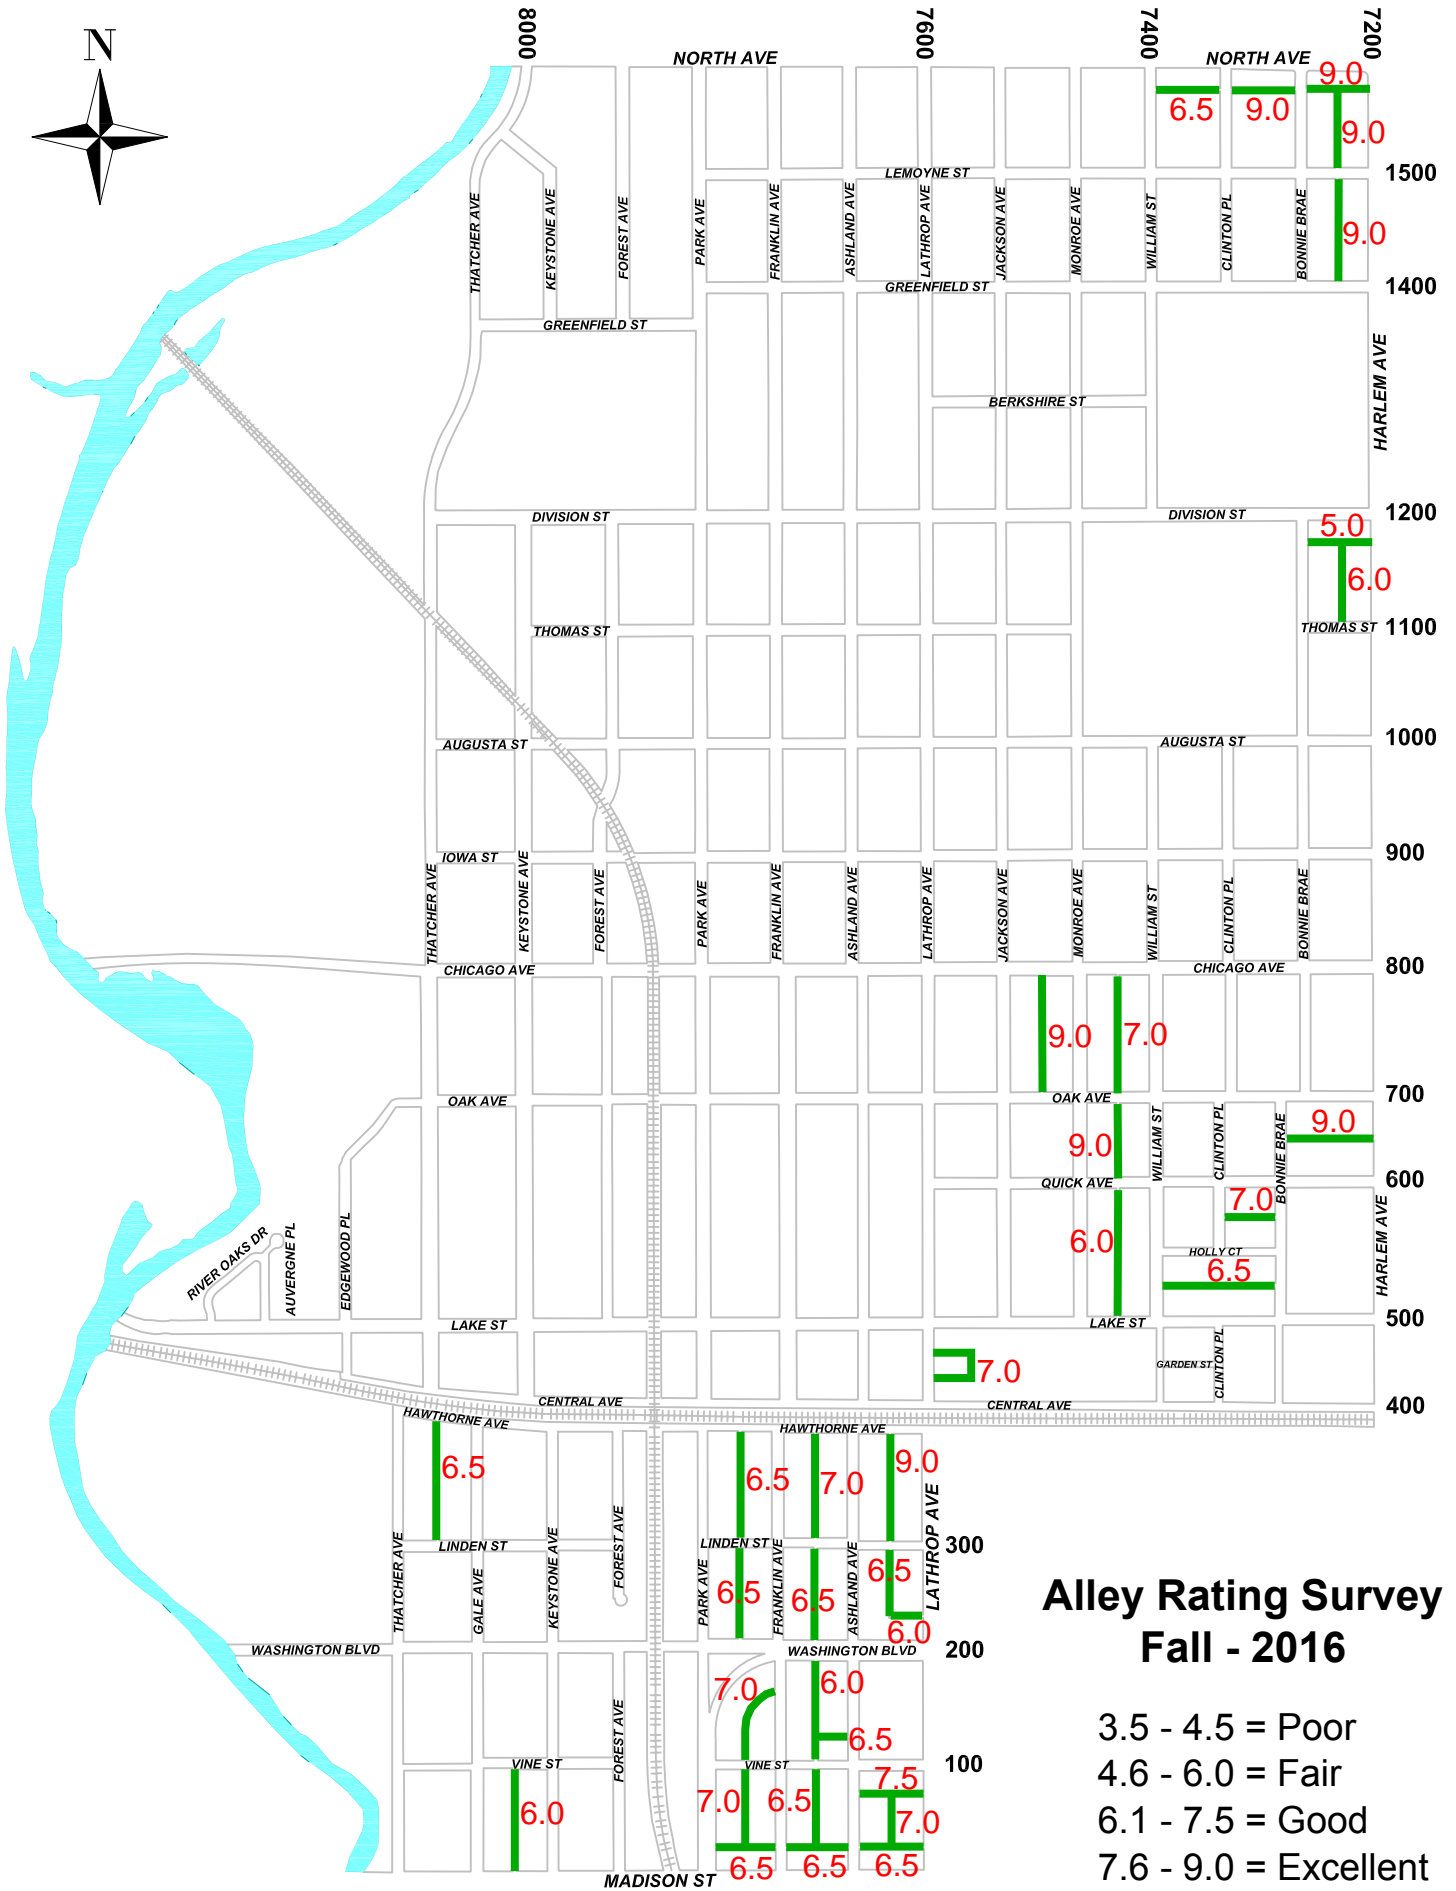 8000
7600
7400
7200
N
NORTH AVE
NORTH AVE
9.0
6.5
9.0
9.0
LEMOYNE ST
1500
THATCHER AVE
KEYSTONE AVE
FOREST AVE
PARK AVE
FRANKLIN AVE
ASHLAND AVE
LATHROP AVE
JACKSON AVE
MONROE AVE
WILLIAM ST
CLINTON PL
BONNIE BRAE
9.0
GREENFIELD ST
1400
GREENFIELD ST
HARLEM AVE
BERKSHIRE ST
DIVISION ST
DIVISION ST
1200
5.0
6.0
THOMAS ST
THOMAS ST
1100
AUGUSTA ST
AUGUSTA ST
1000
IOWA ST
900
THATCHER AVE
KEYSTONE AVE
FOREST AVE
PARK AVE
FRANKLIN AVE
ASHLAND AVE
LATHROP AVE
JACKSON AVE
MONROE AVE
WILLIAM ST
CLINTON PL
BONNIE BRAE
CHICAGO AVE
CHICAGO AVE
800
9.0
7.0
OAK AVE
OAK AVE
700
9.0
WILLIAM ST
CLINTON PL
BONNIE BRAE
9.0
QUICK AVE
600
7.0
RIVER OAKS DR
AUVERGNE PL
EDGEWOOD PL
6.0
HOLLY CT
6.5
HARLEM AVE
LAKE ST
LAKE ST
500
7.0
GARDEN ST
CLINTON PL
CENTRAL AVE
CENTRAL AVE
400
HAWTHORNE AVE
HAWTHORNE AVE
6.5
6.5
7.0
9.0
LINDEN ST
LINDEN ST
300
THATCHER AVE
GALE AVE
KEYSTONE AVE
FOREST AVE
PARK AVE
FRANKLIN AVE
ASHLAND AVE
LATHROP AVE
6.5
6.5
6.5
6.0
WASHINGTON BLVD
WASHINGTON BLVD
200
7.0
6.0
6.5
FOREST AVE
VINE ST
VINE ST
100
6.0
7.0
6.5
7.5
7.0
6.5
6.5
6.5
MADISON ST
Alley Rating Survey
Fall - 2016
3.5 - 4.5 = Poor
4.6 - 6.0 = Fair
6.1 - 7.5 = Good
7.6 - 9.0 = Excellent